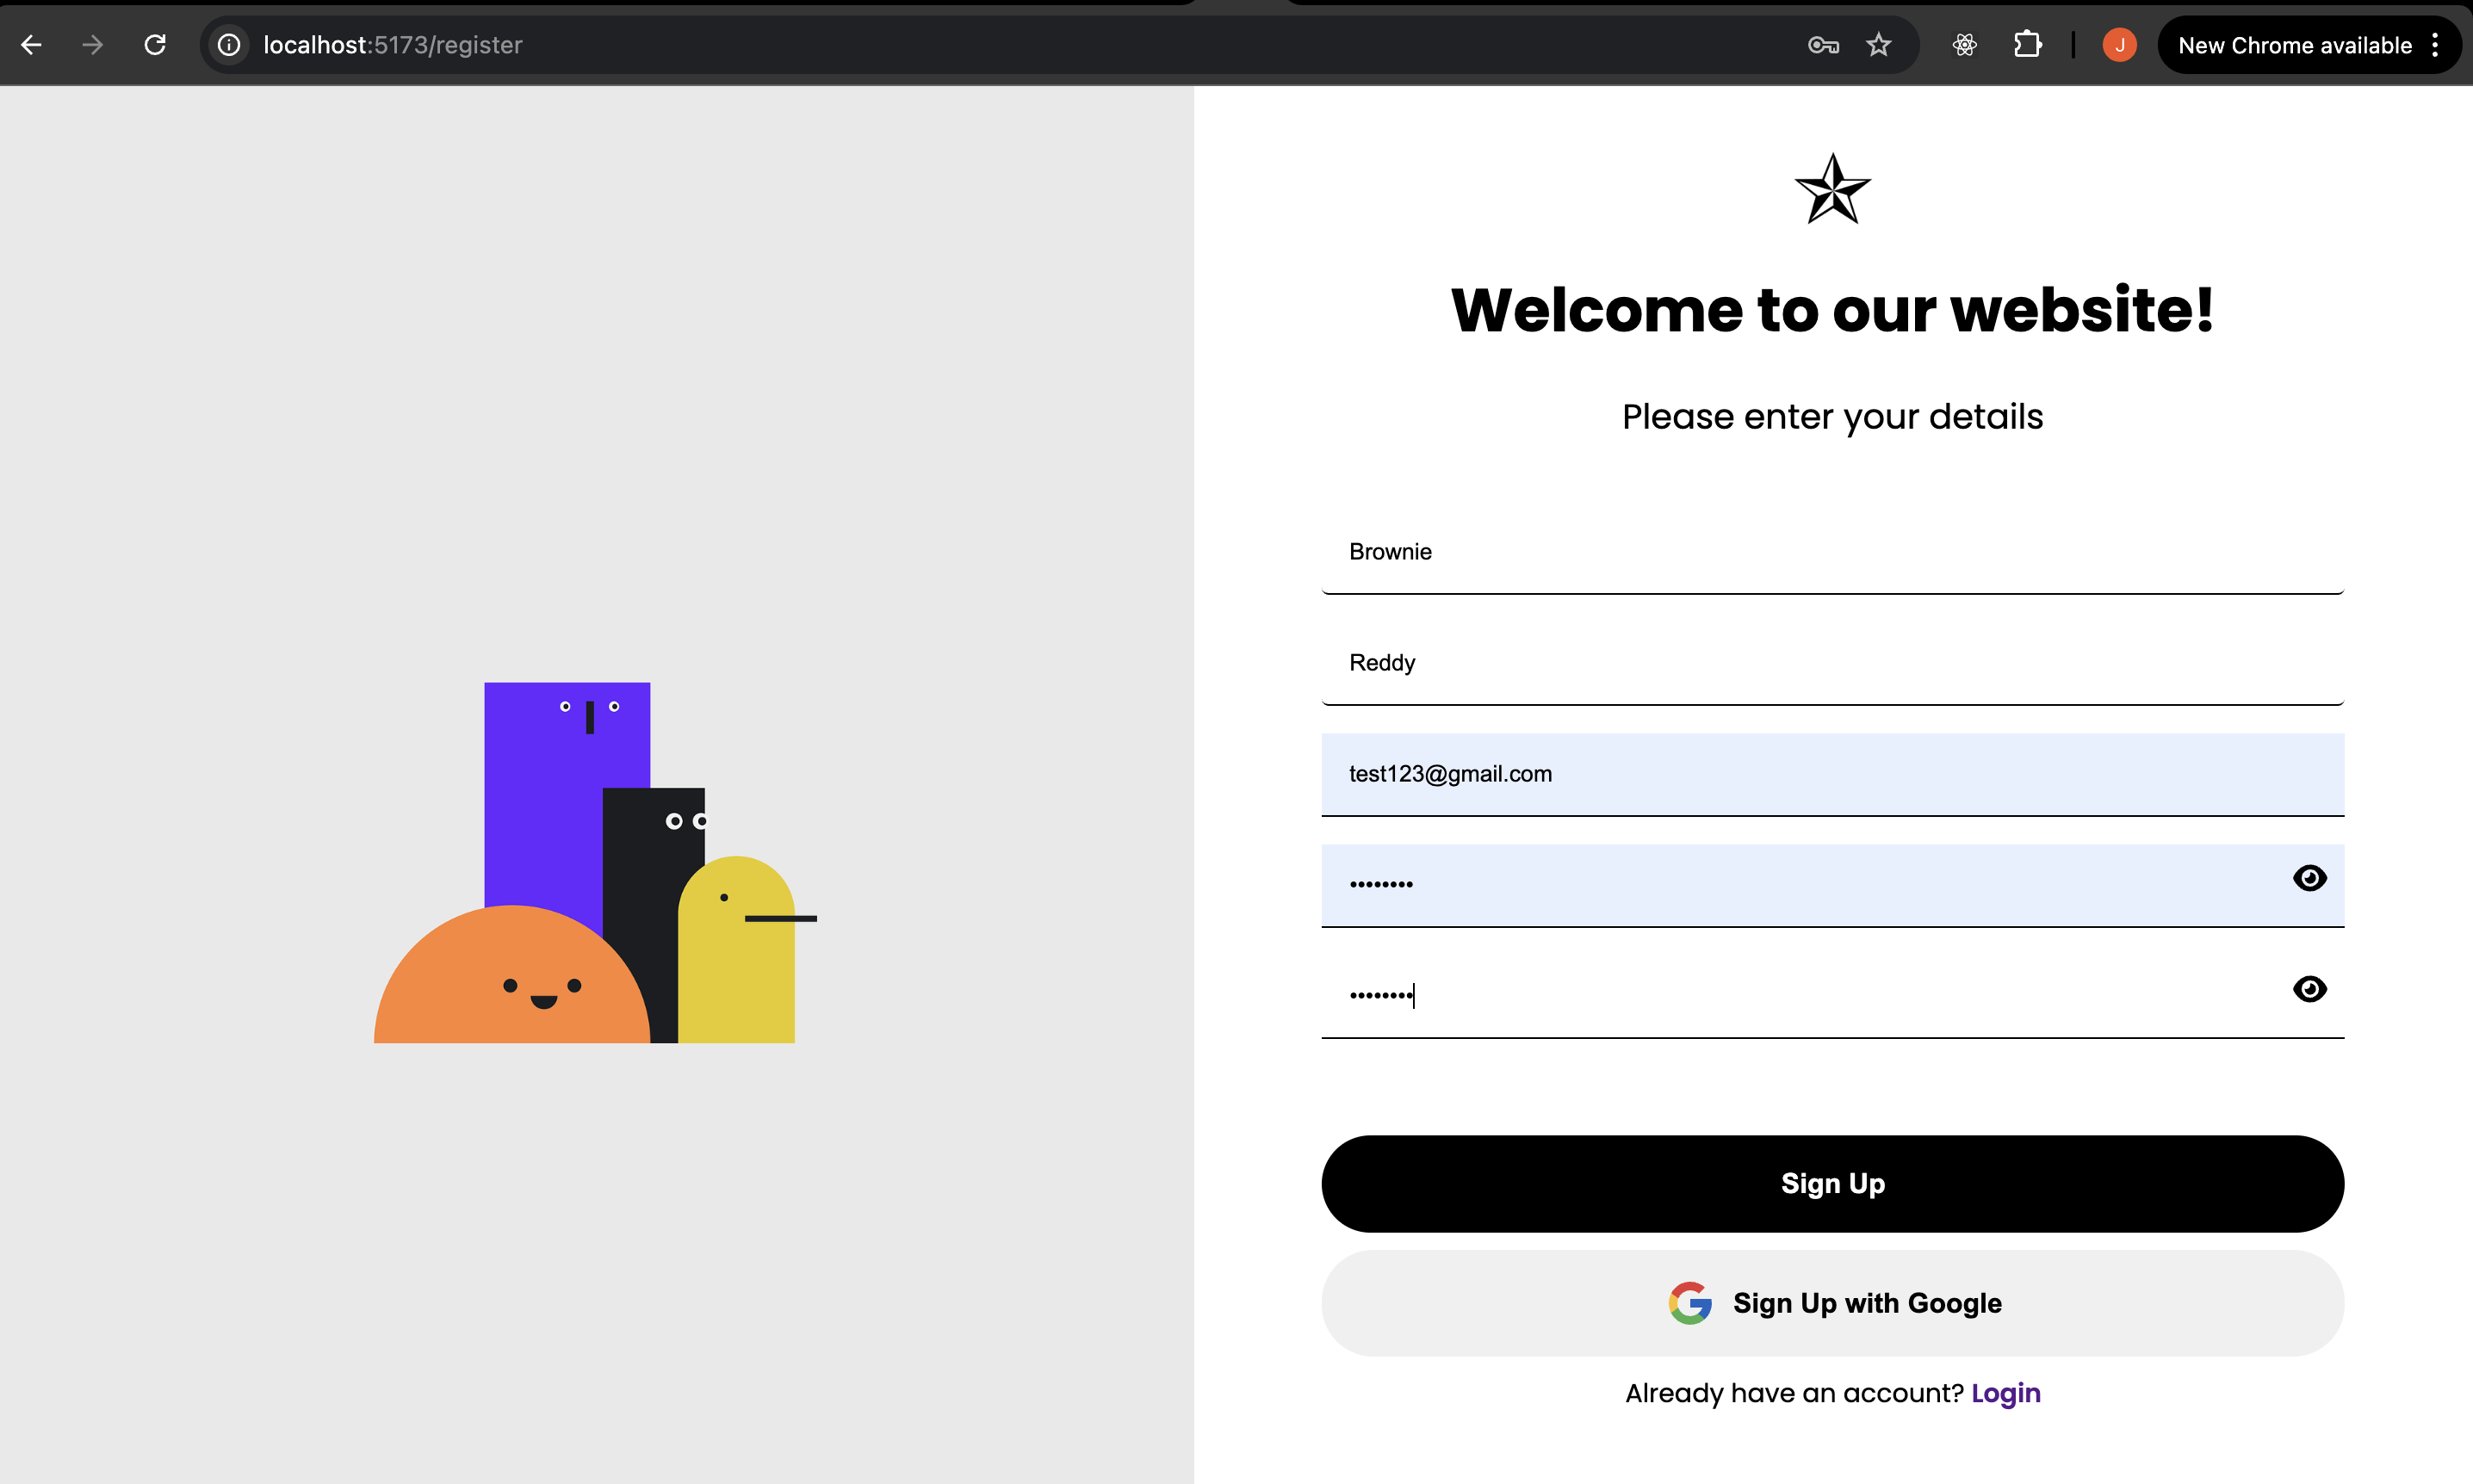 localhost:5173/register
J
New Chrome available
Welcome to our website!
Please enter your details
Brownie
Reddy
test123@gmail.com
••••••••
••••••••
Sign Up
Sign Up with Google
Already have an account? Login